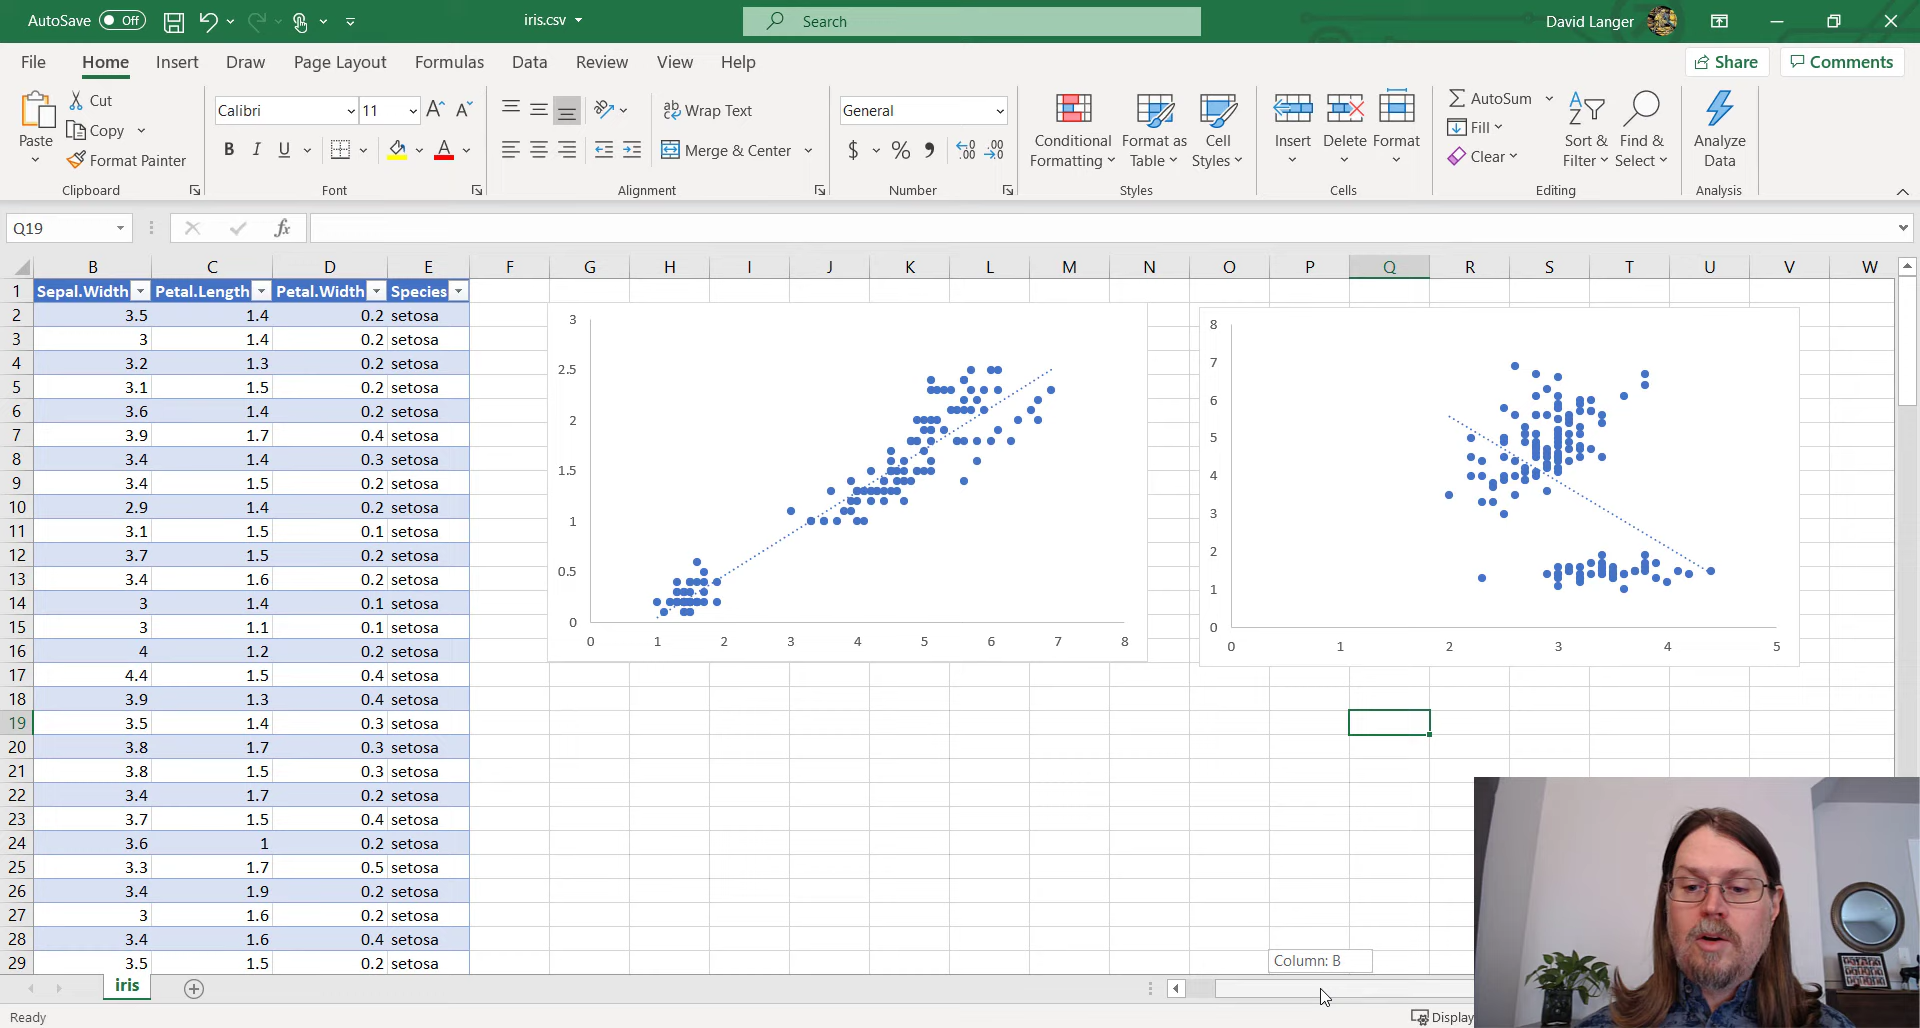 AutoSave Off iris.csv Search David Langer
File Home Insert Draw Page Layout Formulas Data Review View Help Share Comments
Paste
Cut
Copy
Format Painter
Clipboard
Calibri 11 A A
B I U A
Font
ab Wrap Text
Merge & Center
Alignment
General
$ % 9 .00 .00
Number
Conditional Formatting
Format as Table
Cell Styles
Styles
Insert Delete Format
Cells
AutoSum
Fill
Clear
Sort & Filter
Find & Select
Editing
Analyze Data
Analysis
Q19 fx
B C D E F G H I J K L M N O P Q R S T U V W
1 Sepal.Width Petal.Length Petal.Width Species
2 3.5 1.4 0.2 setosa
3 3 1.4 0.2 setosa
4 3.2 1.3 0.2 setosa
5 3.1 1.5 0.2 setosa
6 3.6 1.4 0.2 setosa
7 3.9 1.7 0.4 setosa
8 3.4 1.4 0.3 setosa
9 3.4 1.5 0.2 setosa
10 2.9 1.4 0.2 setosa
11 3.1 1.5 0.1 setosa
12 3.7 1.5 0.2 setosa
13 3.4 1.6 0.2 setosa
14 3 1.4 0.1 setosa
15 3 1.1 0.1 setosa
16 4 1.2 0.2 setosa
17 4.4 1.5 0.4 setosa
18 3.9 1.3 0.4 setosa
19 3.5 1.4 0.3 setosa
20 3.8 1.7 0.3 setosa
21 3.8 1.5 0.3 setosa
22 3.4 1.7 0.2 setosa
23 3.7 1.5 0.4 setosa
24 3.6 1 0.2 setosa
25 3.3 1.7 0.5 setosa
26 3.4 1.9 0.2 setosa
27 3 1.6 0.2 setosa
28 3.4 1.6 0.4 setosa
29 3.5 1.5 0.2 setosa
3
2.5
2
1.5
1
0.5
0
0 1 2 3 4 5 6 7 8
8
7
6
5
4
3
2
1
0
0 1 2 3 4 5
Column: B
iris
Ready Display